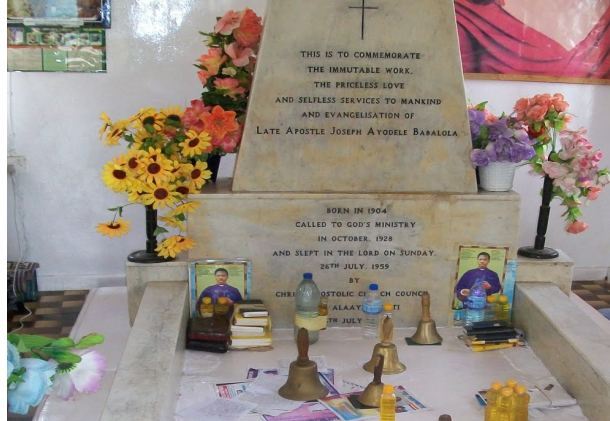 THIS IS TO COMMEMORATE
THE IMMUTABLE WORK,
THE PRICELESS LOVE
AND SELFLESS SERVICES TO MANKIND
AND EVANGELISATION OF
LATE APOSTLE JOSEPH AYODELE BABALOLA
BORN IN 1904
CALLED TO GOD'S MINISTRY
IN OCTOBER, 1928
AND SLEPT IN THE LORD ON SUNDAY,
26TH JULY, 1959
BY
COUNCIL
JULY